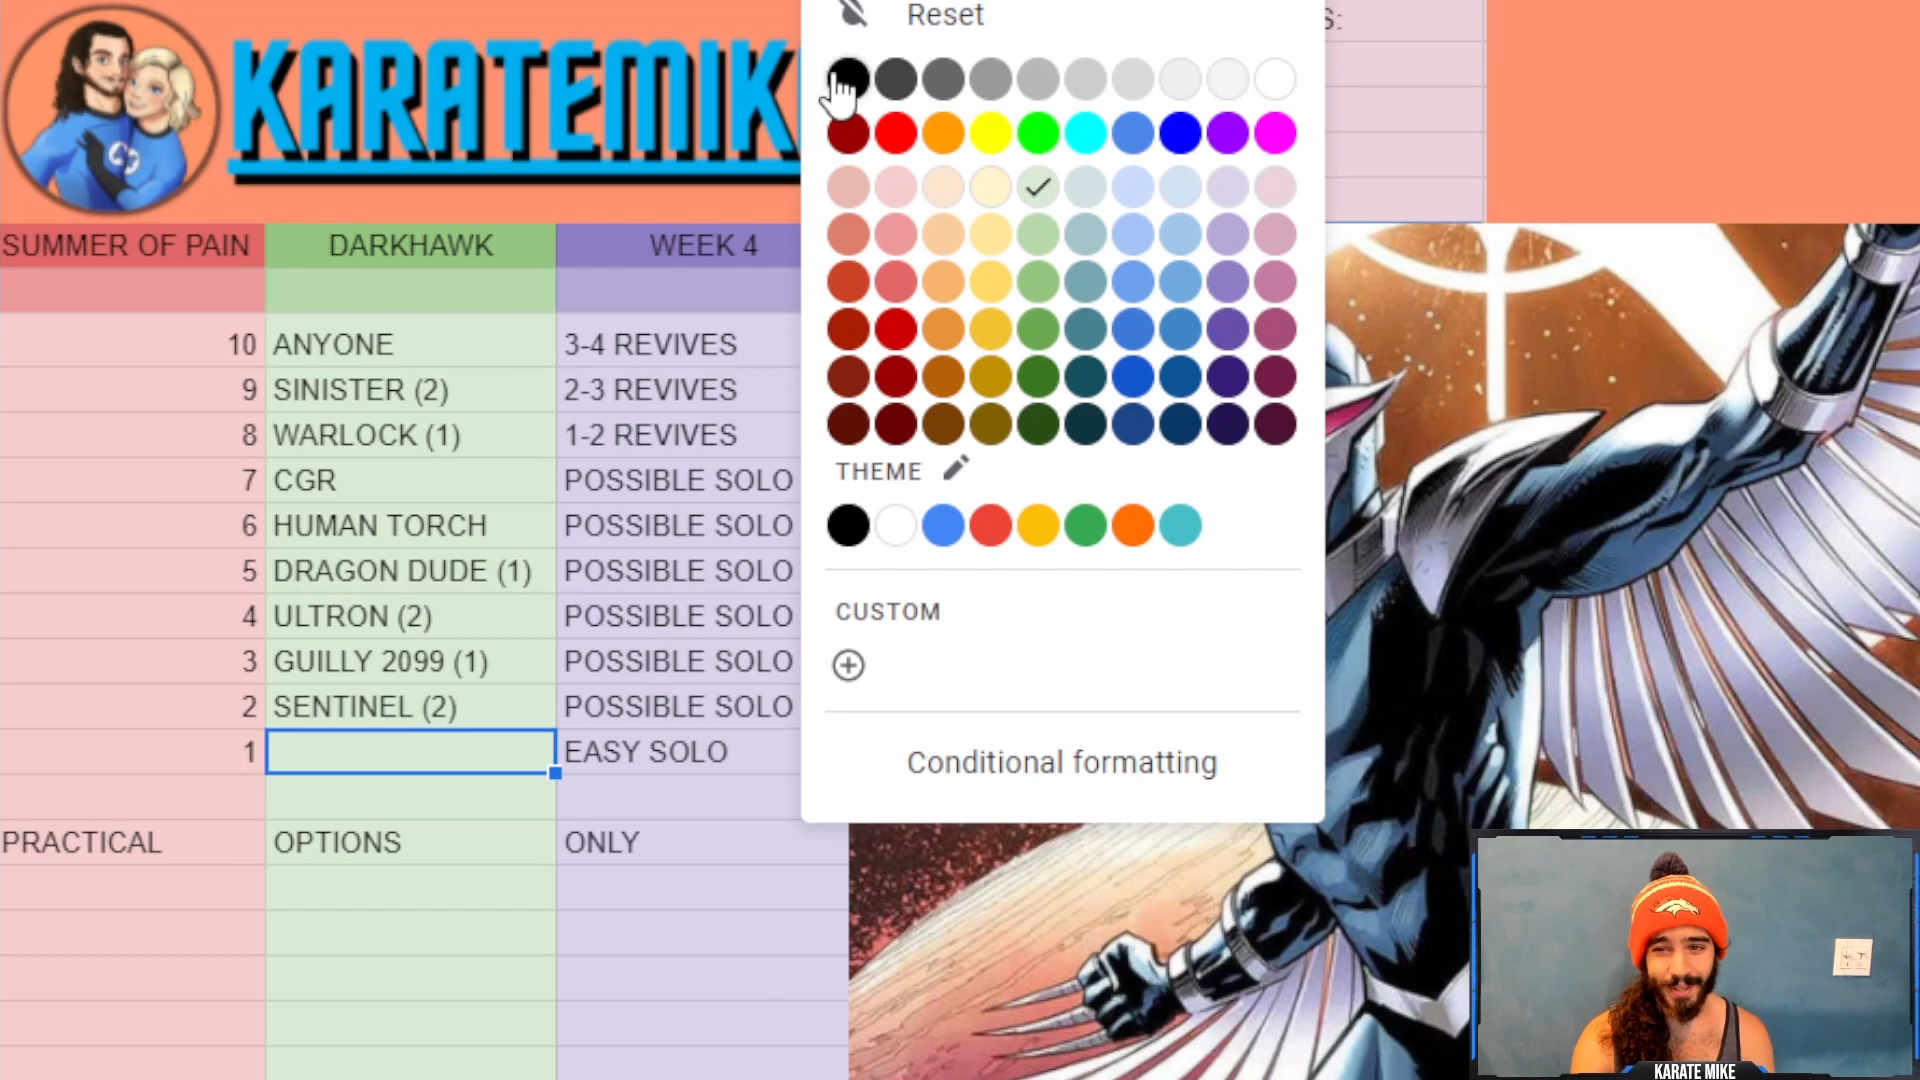 Reset
S:
KARATEMIK
SUMMER OF PAIN DARKHAWK WEEK 4
10 ANYONE 3-4 REVIVES
9 SINISTER (2) 2-3 REVIVES
8 WARLOCK (1) 1-2 REVIVES
7 CGR POSSIBLE SOLO
6 HUMAN TORCH POSSIBLE SOLO
5 DRAGON DUDE (1) POSSIBLE SOLO
4 ULTRON (2) POSSIBLE SOLO
3 GUILLY 2099 (1) POSSIBLE SOLO
2 SENTINEL (2) POSSIBLE SOLO
1 EASY SOLO
PRACTICAL OPTIONS ONLY
THEME
CUSTOM
Conditional formatting
KARATE MIKE